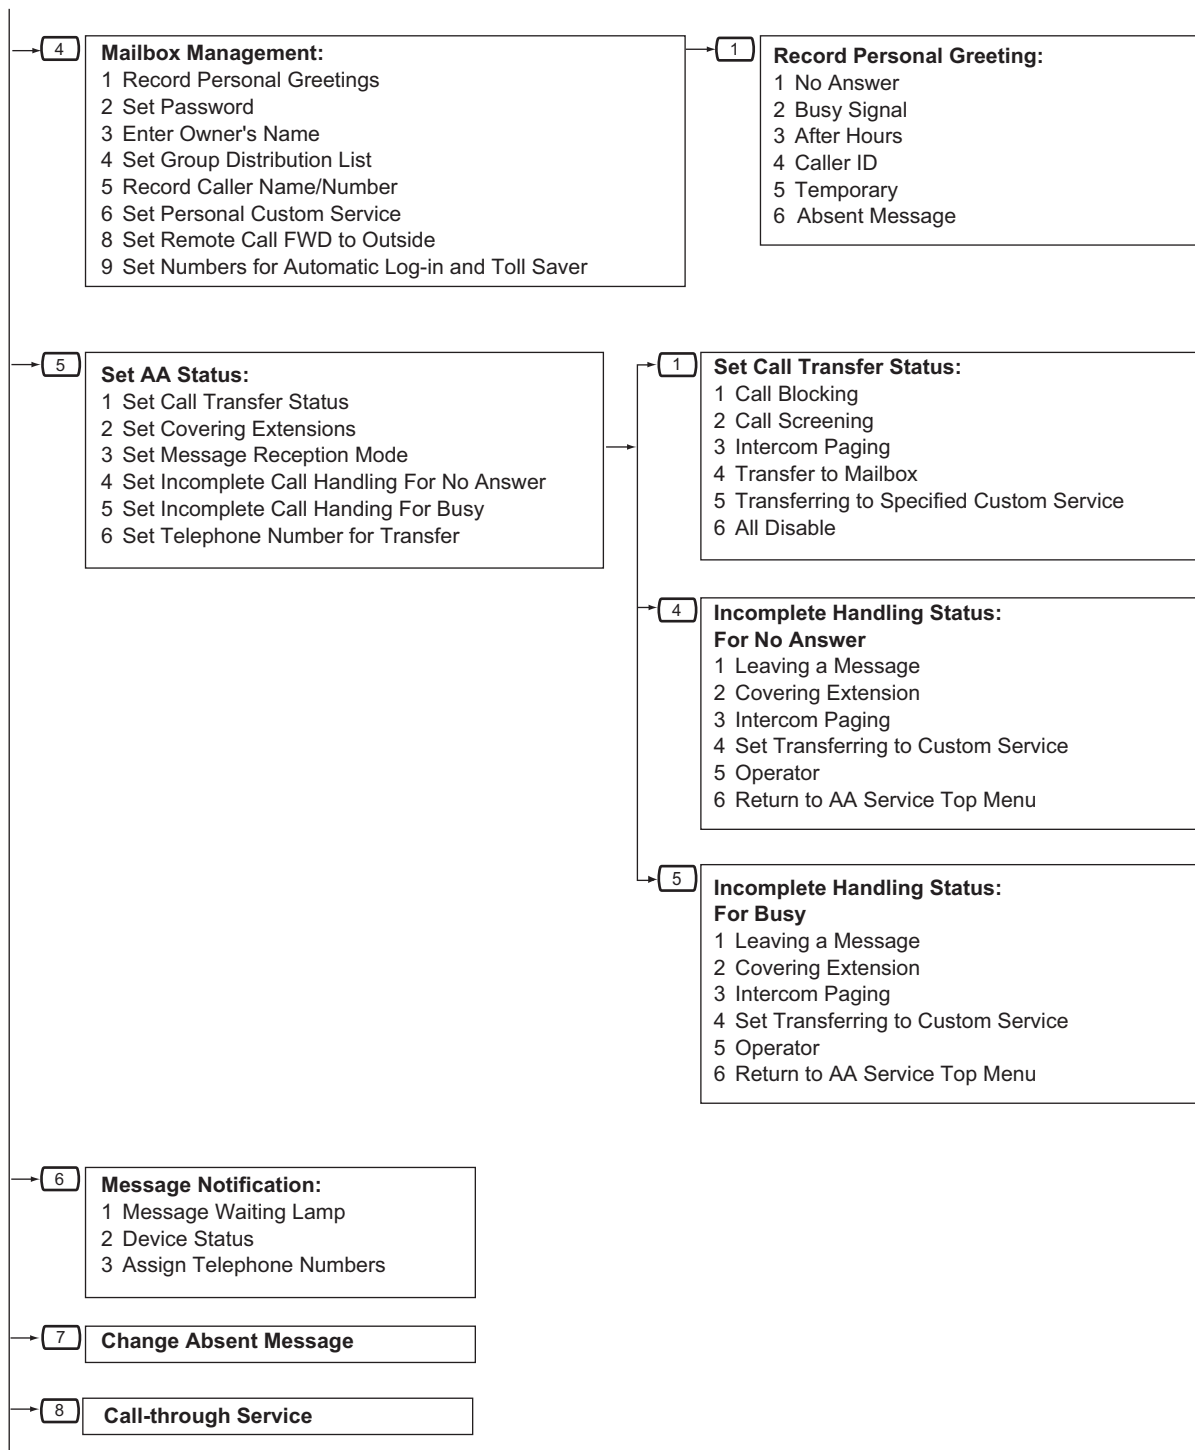 4
Mailbox Management:
1 Record Personal Greetings
2 Set Password
3 Enter Owner's Name
4 Set Group Distribution List
5 Record Caller Name/Number
6 Set Personal Custom Service
8 Set Remote Call FWD to Outside
9 Set Numbers for Automatic Log-in and Toll Saver
1
Record Personal Greeting:
1 No Answer
2 Busy Signal
3 After Hours
4 Caller ID
5 Temporary
6 Absent Message
5
Set AA Status:
1 Set Call Transfer Status
2 Set Covering Extensions
3 Set Message Reception Mode
4 Set Incomplete Call Handling For No Answer
5 Set Incomplete Call Handing For Busy
6 Set Telephone Number for Transfer
1
Set Call Transfer Status:
1 Call Blocking
2 Call Screening
3 Intercom Paging
4 Transfer to Mailbox
5 Transferring to Specified Custom Service
6 All Disable
4
Incomplete Handling Status:
For No Answer
1 Leaving a Message
2 Covering Extension
3 Intercom Paging
4 Set Transferring to Custom Service
5 Operator
6 Return to AA Service Top Menu
5
Incomplete Handling Status:
For Busy
1 Leaving a Message
2 Covering Extension
3 Intercom Paging
4 Set Transferring to Custom Service
5 Operator
6 Return to AA Service Top Menu
6
Message Notification:
1 Message Waiting Lamp
2 Device Status
3 Assign Telephone Numbers
7
Change Absent Message
8
Call-through Service